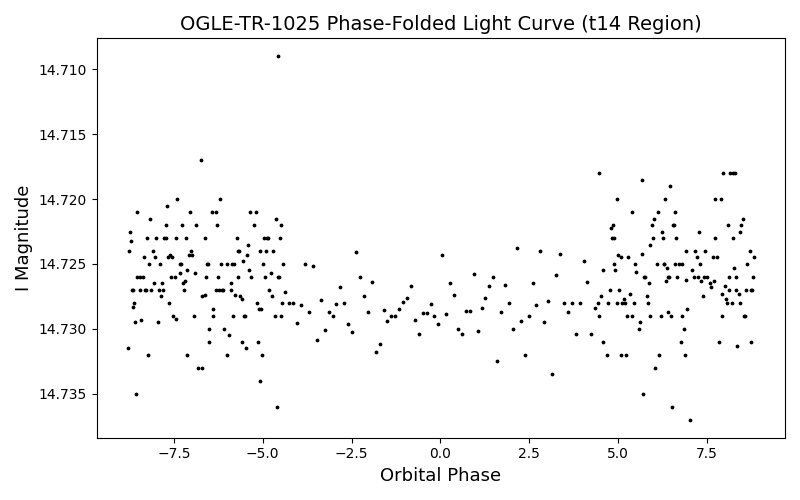 OGLE-TR-1025 Phase-Folded Light Curve (t14 Region)
I Magnitude
14.710
14.715
14.720
14.725
14.730
14.735
−7.5 −5.0 −2.5 0.0 2.5 5.0 7.5
Orbital Phase